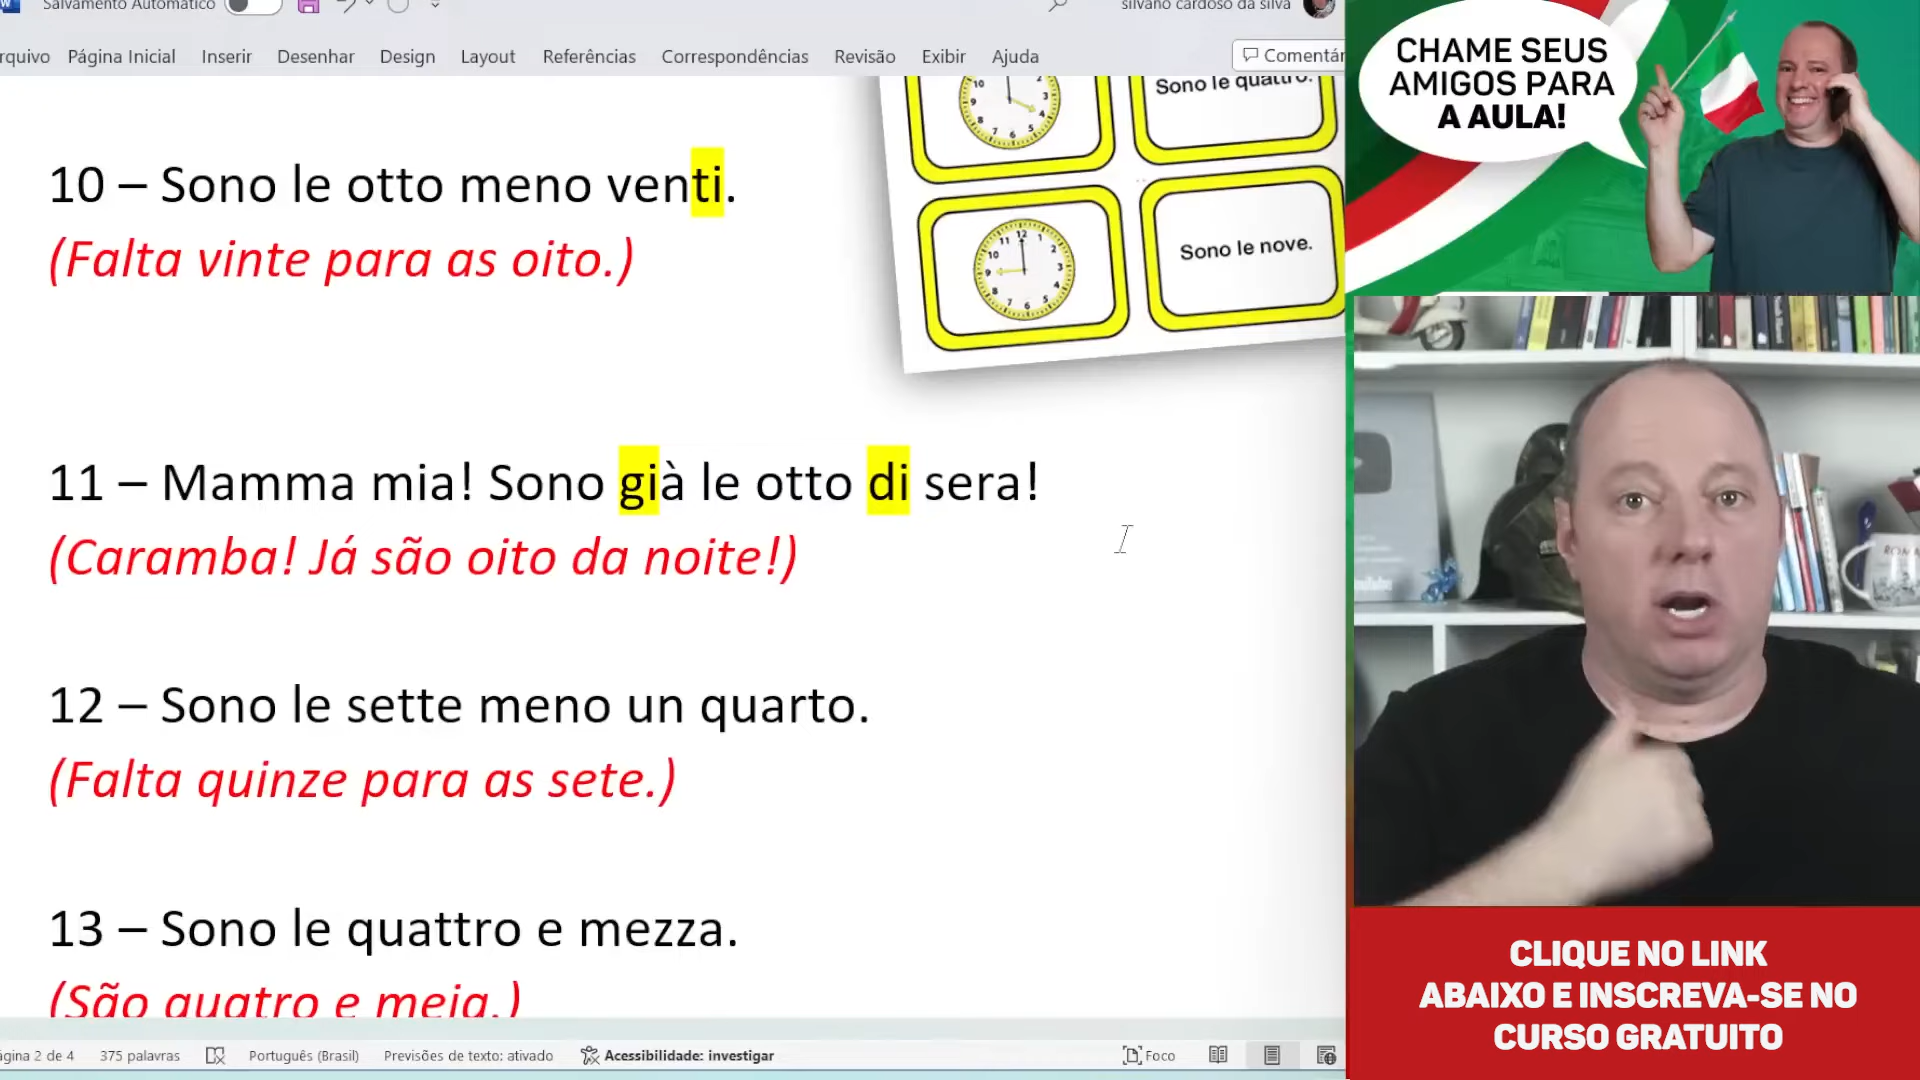 Salvamento Automático
silvano cardoso da silva
rquivo Página Inicial Inserir Desenhar Design Layout Referências Correspondências Revisão Exibir Ajuda
Comentár
10 – Sono le otto meno venti.
(Falta vinte para as oito.)
Sono le quattro.
Sono le nove.
11 – Mamma mia! Sono già le otto di sera!
(Caramba! Já são oito da noite!)
12 – Sono le sette meno un quarto.
(Falta quinze para as sete.)
13 – Sono le quattro e mezza.
(São quatro e meia.)
ágina 2 de 4 375 palavras Português (Brasil) Previsões de texto: ativado Acessibilidade: investigar Foco
CHAME SEUS
AMIGOS PARA
A AULA!
CLIQUE NO LINK
ABAIXO E INSCREVA-SE NO
CURSO GRATUITO